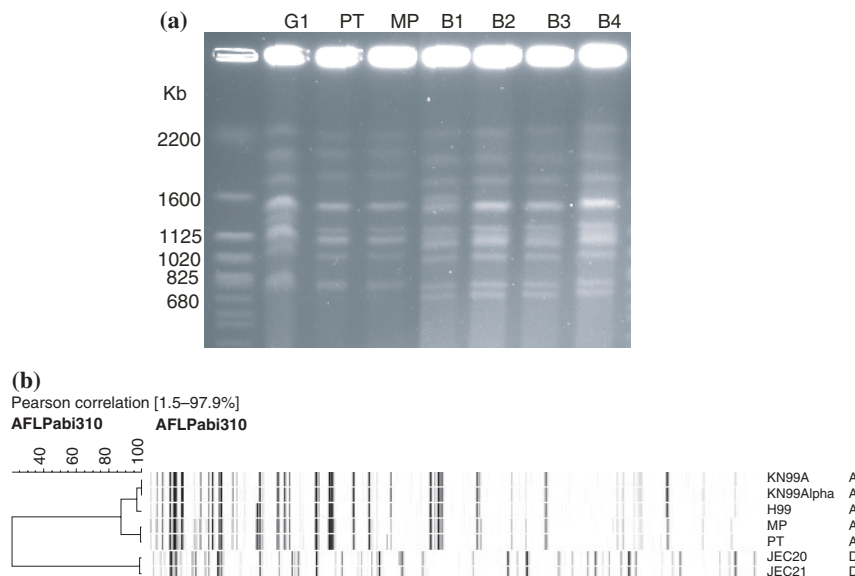 (a)
G1 PT MP B1 B2 B3 B4
Kb
2200
1600
1125
1020
825
680
(b)
Pearson correlation [1.5–97.9%]
AFLPabi310 AFLPabi310
40 60 80 100
KN99A A
KN99Alpha A
H99 A
MP A
PT A
JEC20 D
JEC21 D